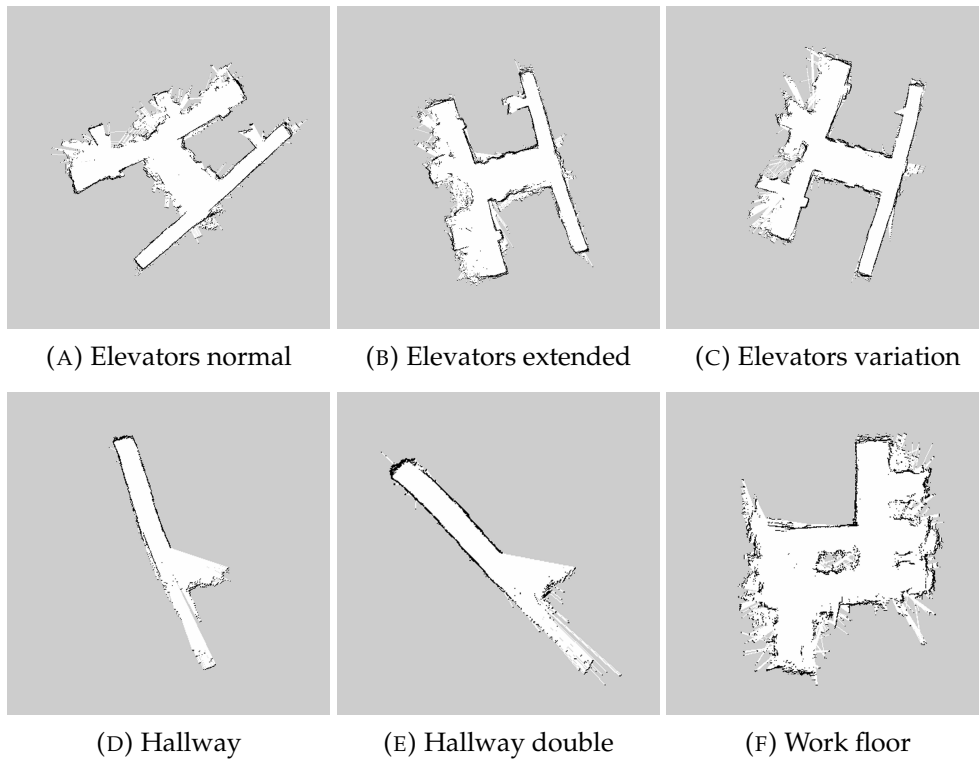 (A) Elevators normal
(B) Elevators extended
(C) Elevators variation
(D) Hallway
(E) Hallway double
(F) Work floor